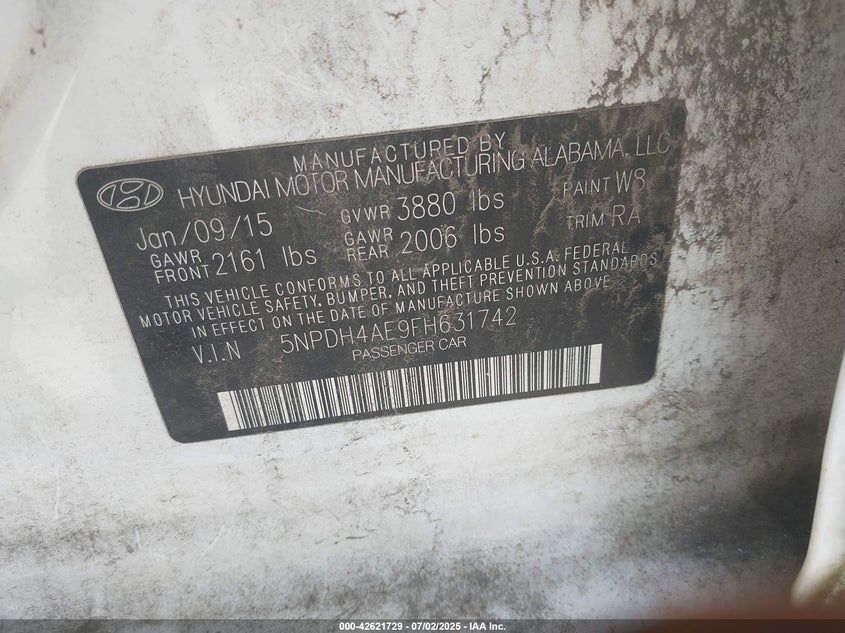 MANUFACTURED BY
HYUNDAI MOTOR MANUFACTURING ALABAMA, LLC
Jan/09/15 GVWR 3880 lbs PAINT W8
GAWR FRONT 2161 lbs GAWR REAR 2006 lbs TRIM RA
THIS VEHICLE CONFORMS TO ALL APPLICABLE U.S.A. FEDERAL
MOTOR VEHICLE SAFETY, BUMPER, AND THEFT PREVENTION STANDARDS
IN EFFECT ON THE DATE OF MANUFACTURE SHOWN ABOVE
V.I.N 5NPDH4AE9FH631742
PASSENGER CAR
000-42621729 - 07/02/2025 - IAA Inc.